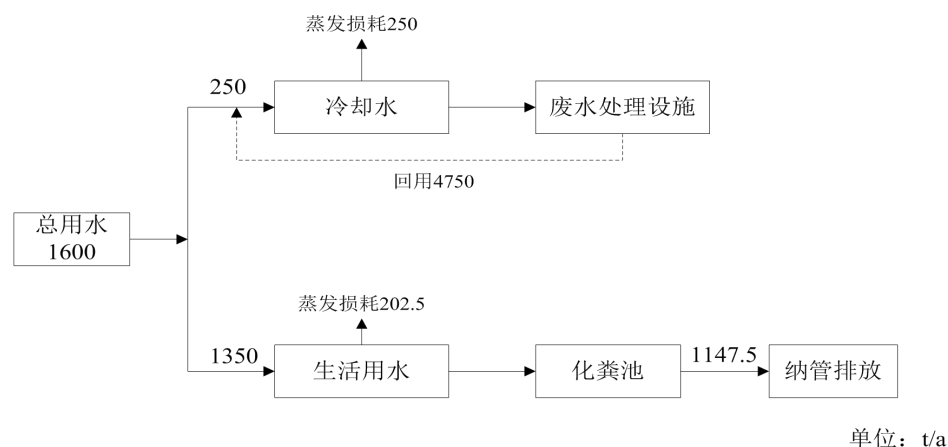 蒸发损耗250
250
冷却水
废水处理设施
回用4750
总用水
1600
蒸发损耗202.5
1350
生活用水
化粪池
1147.5
纳管排放
单位：t/a